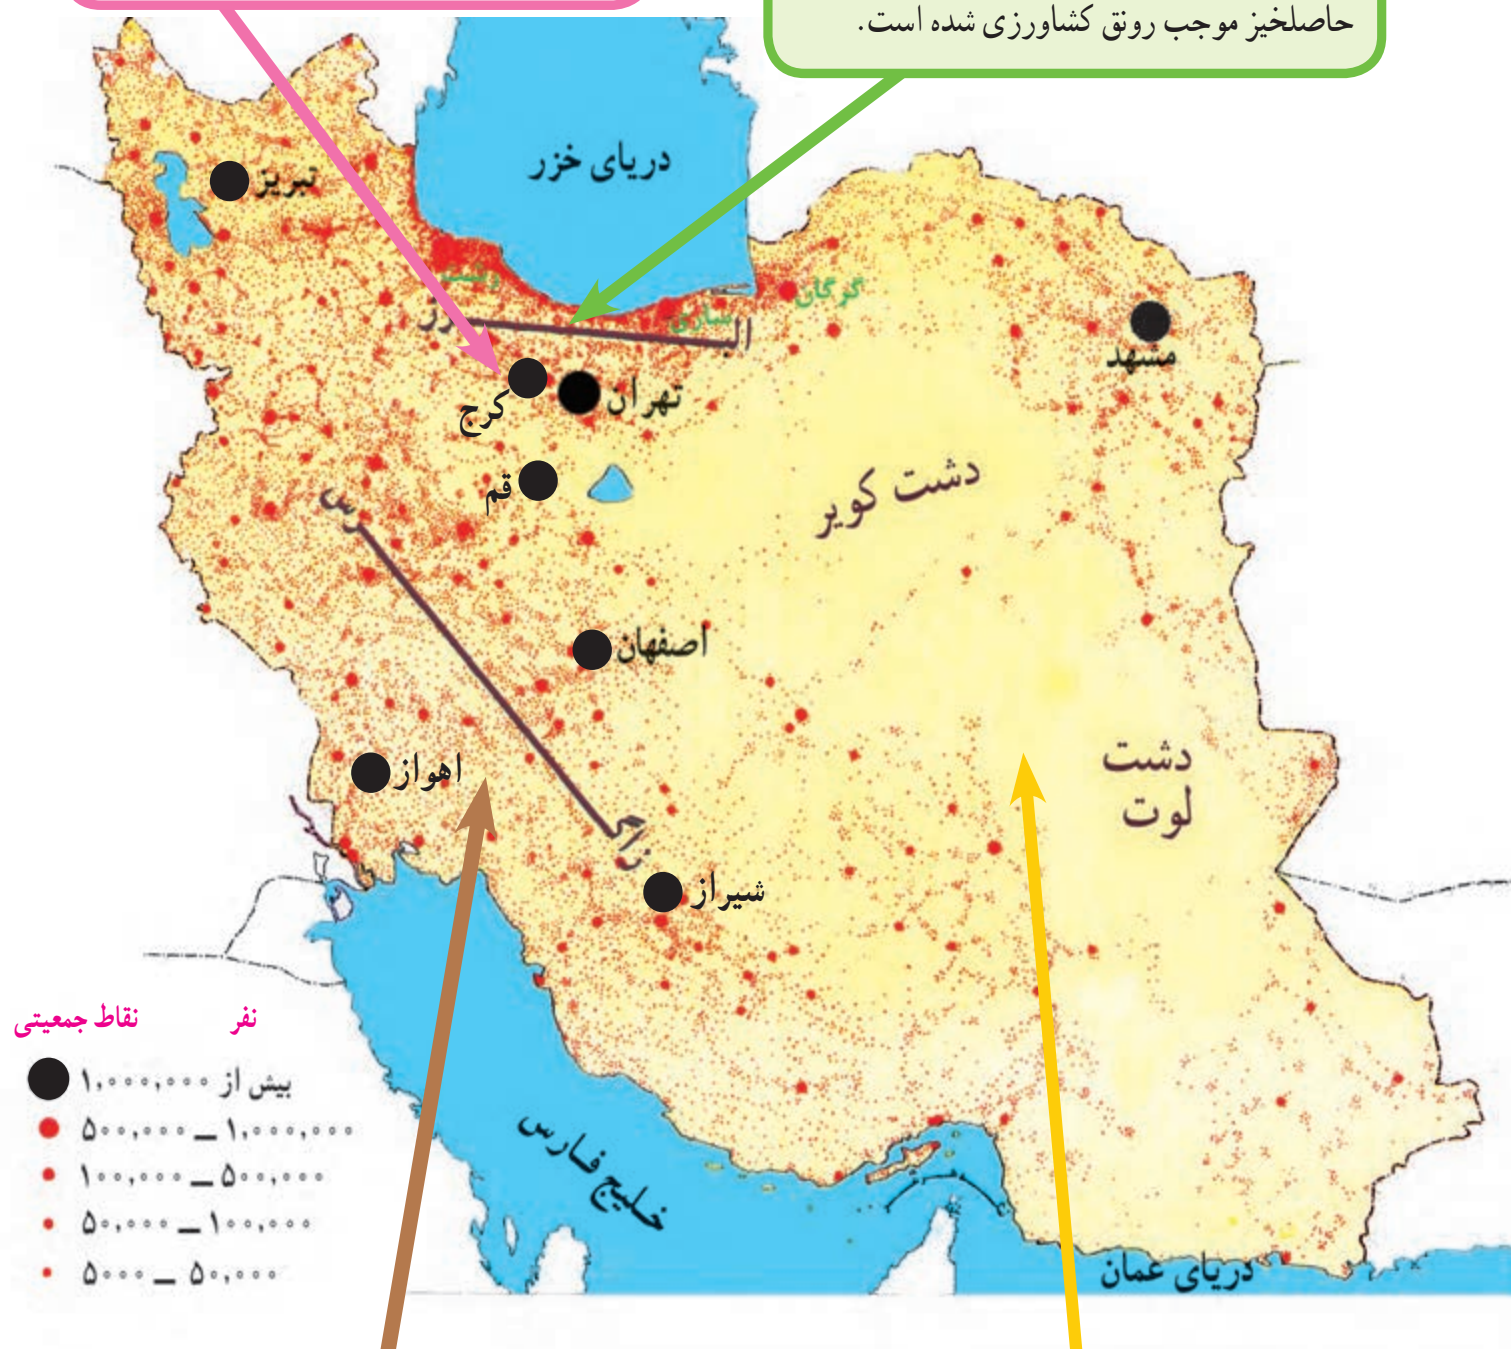 حاصلخیز موجب رونق کشاورزی شده است.
دریای خزر
تبریز
رشت
ساری
گرگان
البرز
مشهد
کرج
تهران
قم
دشت کویر
زاگرس
اصفهان
دشت
لوت
اهواز
شیراز
نقاط جمعیتی نفر
بیش از ۱,۰۰۰,۰۰۰
۵۰۰,۰۰۰ – ۱,۰۰۰,۰۰۰
۱۰۰,۰۰۰ – ۵۰۰,۰۰۰
۵۰,۰۰۰ – ۱۰۰,۰۰۰
۵۰۰۰ – ۵۰,۰۰۰
خلیج فارس
دریای عمان